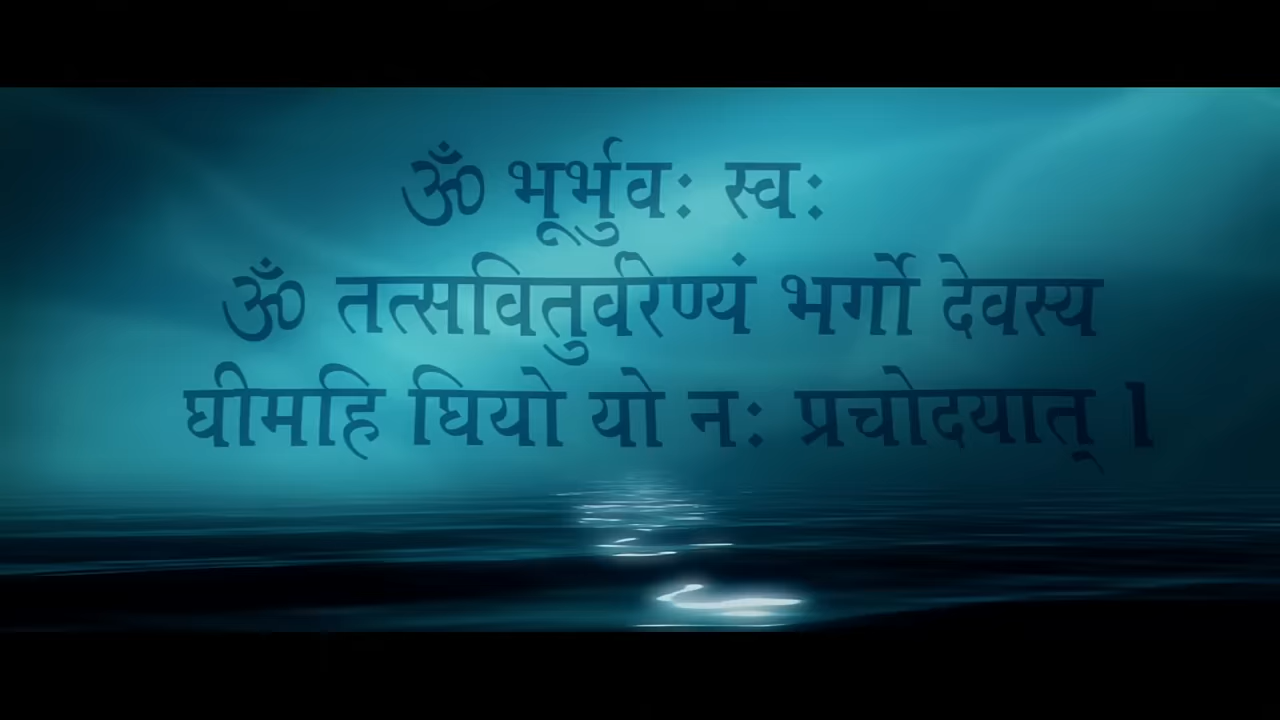 ॐ भूर्भुवः स्वः
ॐ तत्सवितुर्वरेण्यं भर्गो देवस्य
घीमहि घियो यो नः प्रचोदयात् ।